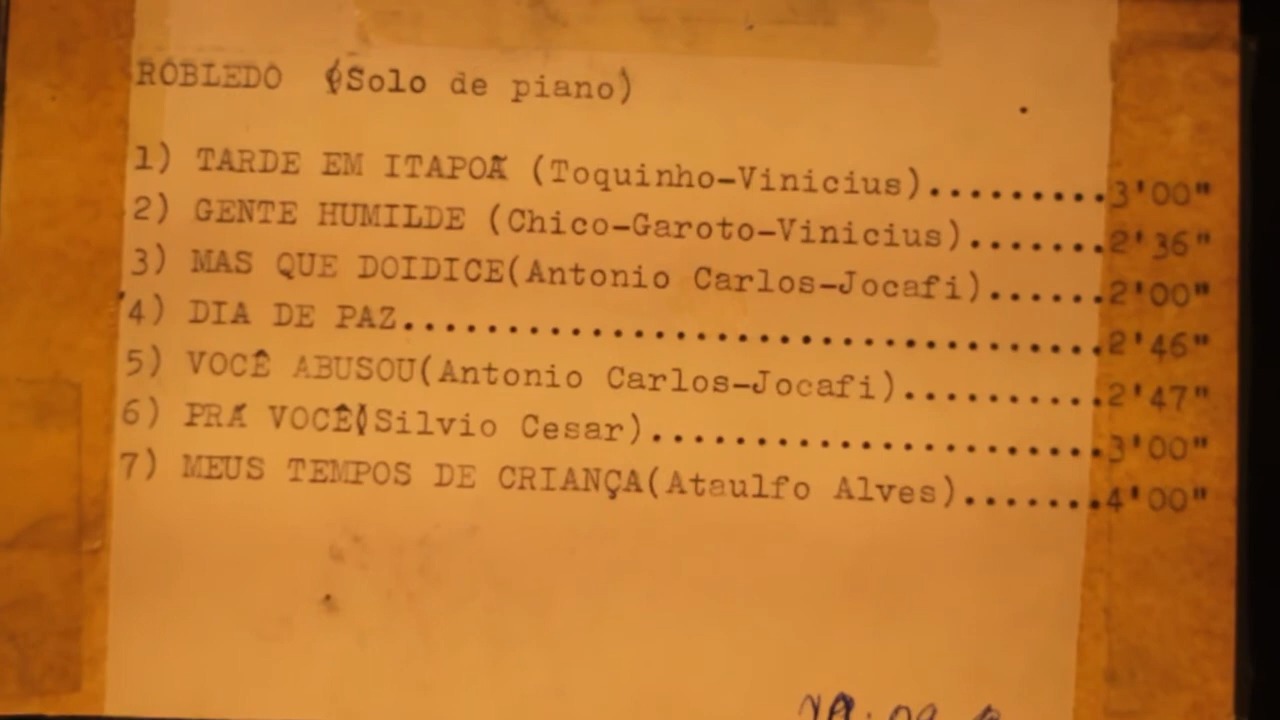 ROBLEDO (Solo de piano)
1) TARDE EM ITAPOÃ (Toquinho-Vinicius).........3'00"
2) GENTE HUMILDE (Chico-Garoto-Vinicius).......2'36"
3) MAS QUE DOIDICE(Antonio Carlos-Jocafi)......2'00"
4) DIA DE PAZ..................................2'46"
5) VOCÊ ABUSOU(Antonio Carlos-Jocafi)..........2'47"
6) PRÁ VOCÊ(Silvio Cesar)......................3'00"
7) MEUS TEMPOS DE CRIANÇA(Ataulfo Alves).......4'00"